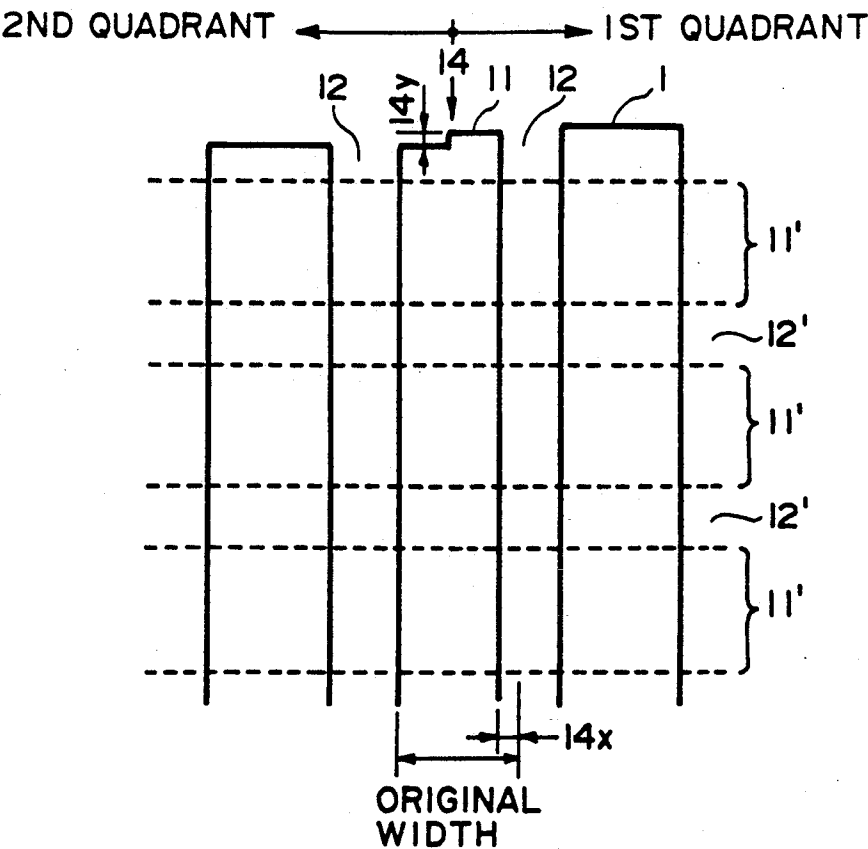 2ND QUADRANT
1ST QUADRANT
14
12
14y
11
12
1
11'
12'
11'
12'
11'
14x
ORIGINAL
WIDTH